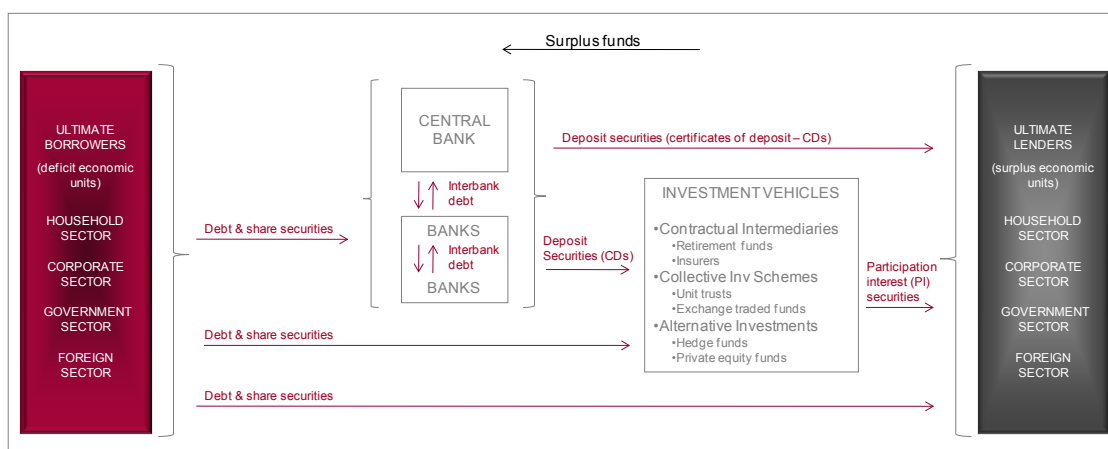 Surplus funds
ULTIMATE
BORROWERS
(deficit economic
units)
HOUSEHOLD
SECTOR
CORPORATE
SECTOR
GOVERNMENT
SECTOR
FOREIGN
SECTOR
Debt & share securities
Debt & share securities
Debt & share securities
CENTRAL
BANK
Interbank
debt
BANKS
Interbank
debt
BANKS
Deposit securities (certificates of deposit – CDs)
Deposit
Securities (CDs)
INVESTMENT VEHICLES
•Contractual Intermediaries
•Retirement funds
•Insurers
•Collective Inv Schemes
•Unit trusts
•Exchange traded funds
•Alternative Investments
•Hedge funds
•Private equity funds
Participation
interest (PI)
securities
ULTIMATE
LENDERS
(surplus economic
units)
HOUSEHOLD
SECTOR
CORPORATE
SECTOR
GOVERNMENT
SECTOR
FOREIGN
SECTOR